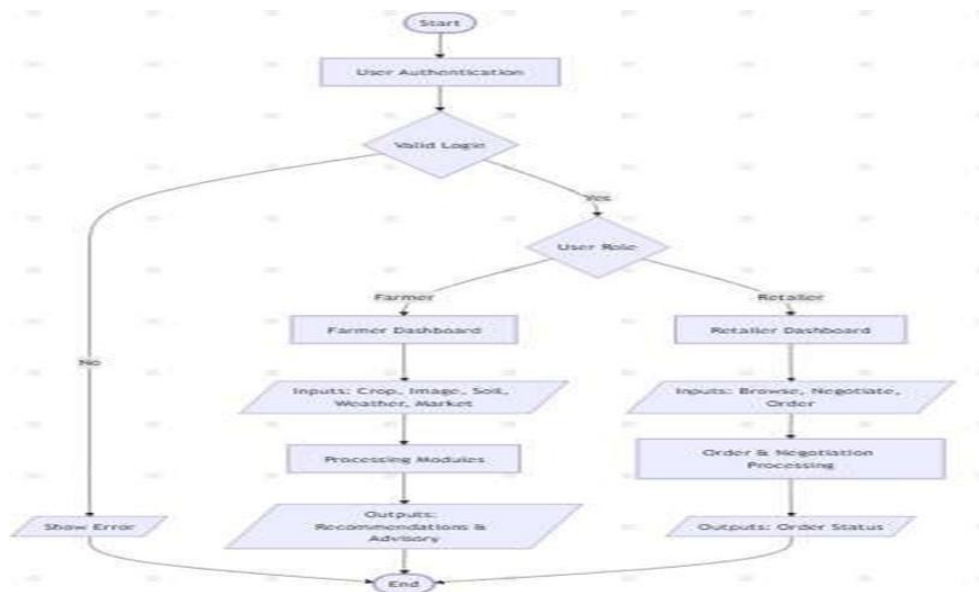 Start
User Authentication
Valid Login
Yes
User Role
Farmer
Retailer
Farmer Dashboard
Retailer Dashboard
No
Inputs: Crop, Image, Soil,
Weather, Market
Inputs: Browse, Negotiate,
Order
Processing Modules
Order & Negotiation
Processing
Show Error
Outputs:
Recommendations &
Advisory
Outputs: Order Status
End